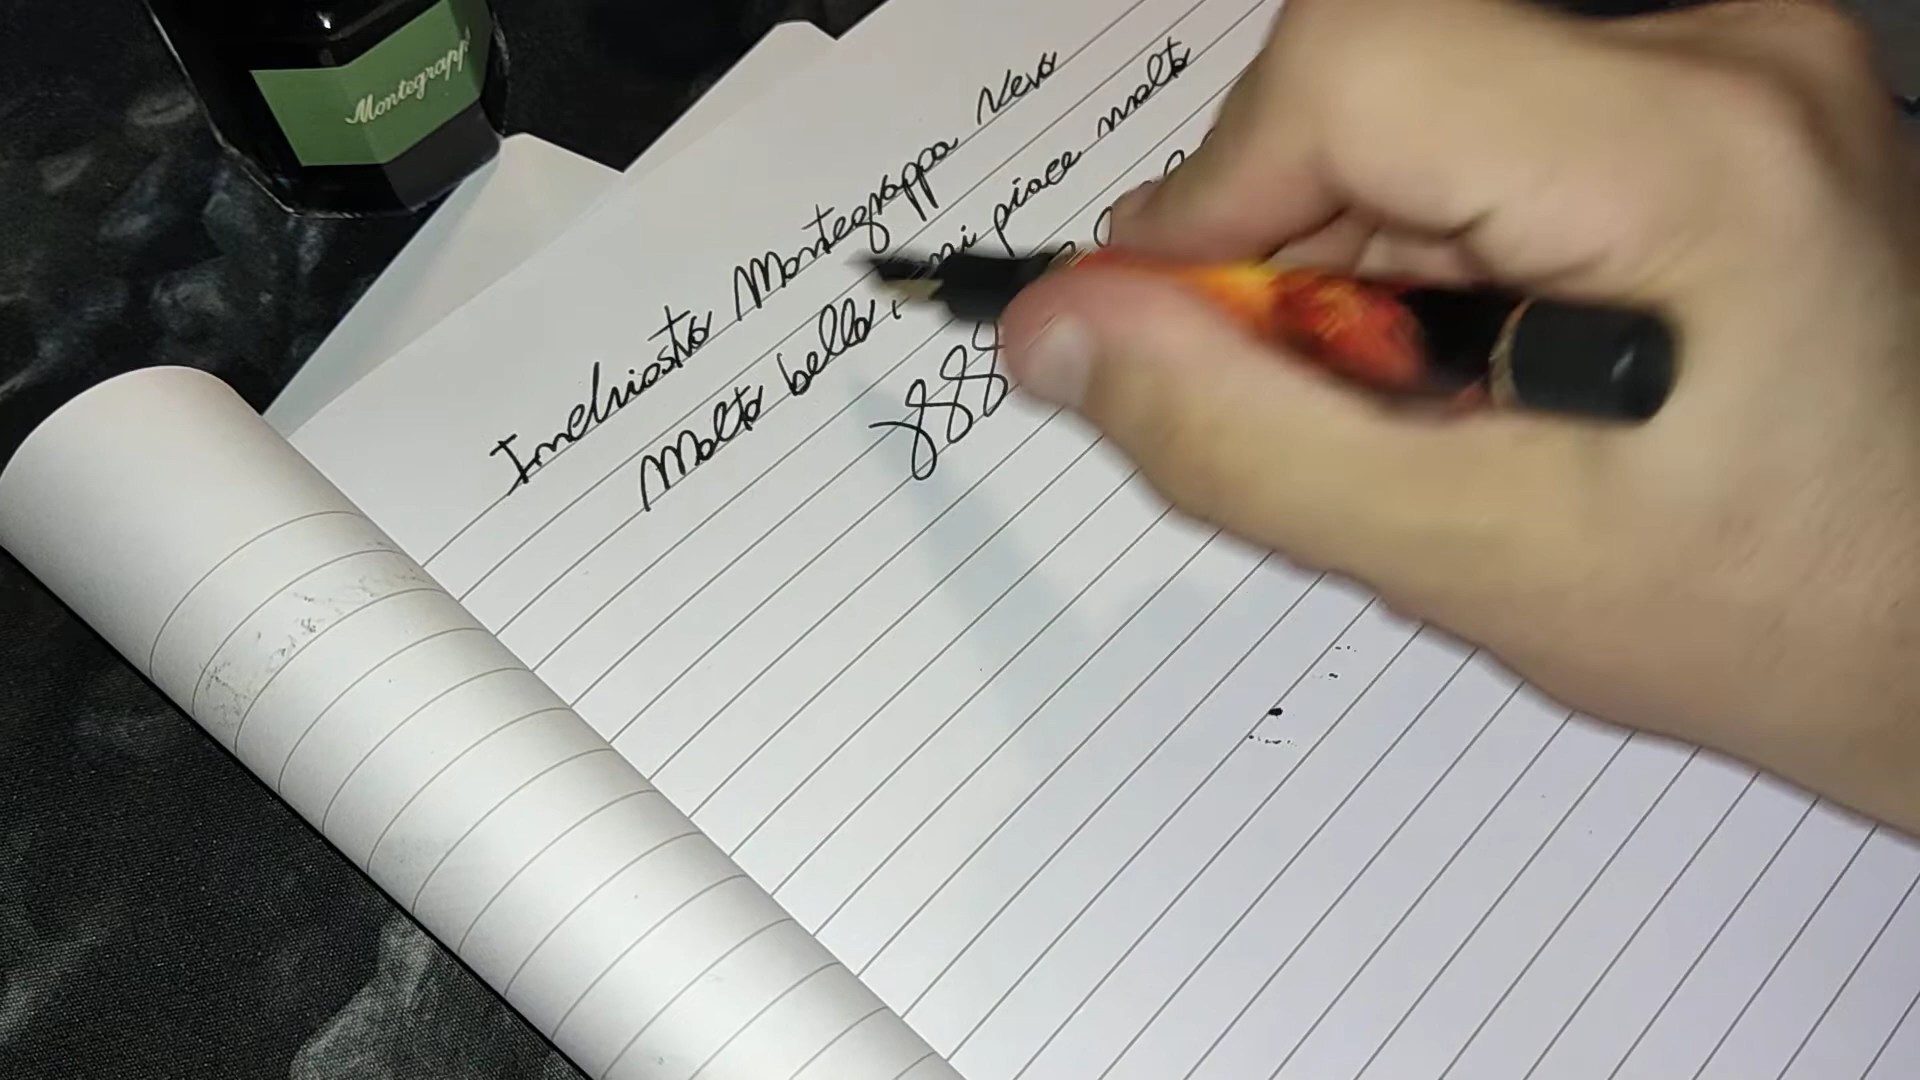 Montegrappa
Inchiostro Montegrappa Nero
Molto bello, mi piace molto
888